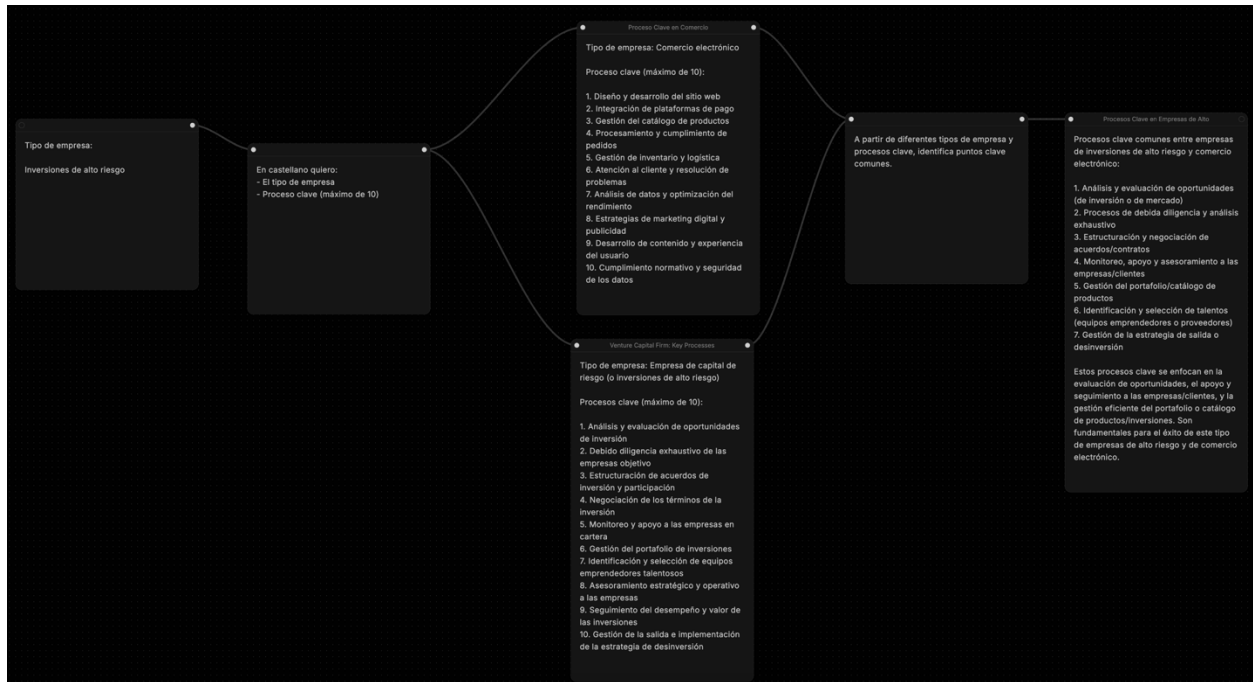 Tipo de empresa:
Inversiones de alto riesgo
En castellano quiero:
- El tipo de empresa
- Proceso clave (máximo de 10)
Proceso Clave en Comercio
Tipo de empresa: Comercio electrónico
Proceso clave (máximo de 10):
1. Diseño y desarrollo del sitio web
2. Integración de plataformas de pago
3. Gestión del catálogo de productos
4. Procesamiento y cumplimiento de
pedidos
5. Gestión de inventario y logística
6. Atención al cliente y resolución de
problemas
7. Análisis de datos y optimización del
rendimiento
8. Estrategias de marketing digital y
publicidad
9. Desarrollo de contenido y experiencia
del usuario
10. Cumplimiento normativo y seguridad
de los datos
Venture Capital Firm: Key Processes
Tipo de empresa: Empresa de capital de
riesgo (o inversiones de alto riesgo)
Procesos clave (máximo de 10):
1. Análisis y evaluación de oportunidades
de inversión
2. Debido diligencia exhaustivo de las
empresas objetivo
3. Estructuración de acuerdos de
inversión y participación
4. Negociación de los términos de la
inversión
5. Monitoreo y apoyo a las empresas en
cartera
6. Gestión del portafolio de inversiones
7. Identificación y selección de equipos
emprendedores talentosos
8. Asesoramiento estratégico y operativo
a las empresas
9. Seguimiento del desempeño y valor de
las inversiones
10. Gestión de la salida e implementación
de la estrategia de desinversión
A partir de diferentes tipos de empresa y
procesos clave, identifica puntos clave
comunes.
Procesos Clave en Empresas de Alto
Procesos clave comunes entre empresas
de inversiones de alto riesgo y comercio
electrónico:
1. Análisis y evaluación de oportunidades
(de inversión o de mercado)
2. Procesos de debida diligencia y análisis
exhaustivo
3. Estructuración y negociación de
acuerdos/contratos
4. Monitoreo, apoyo y asesoramiento a las
empresas/clientes
5. Gestión del portafolio/catálogo de
productos
6. Identificación y selección de talentos
(equipos emprendedores o proveedores)
7. Gestión de la estrategia de salida o
desinversión
Estos procesos clave se enfocan en la
evaluación de oportunidades, el apoyo y
seguimiento a las empresas/clientes, y la
gestión eficiente del portafolio o catálogo
de productos/inversiones. Son
fundamentales para el éxito de este tipo
de empresas de alto riesgo y de comercio
electrónico.